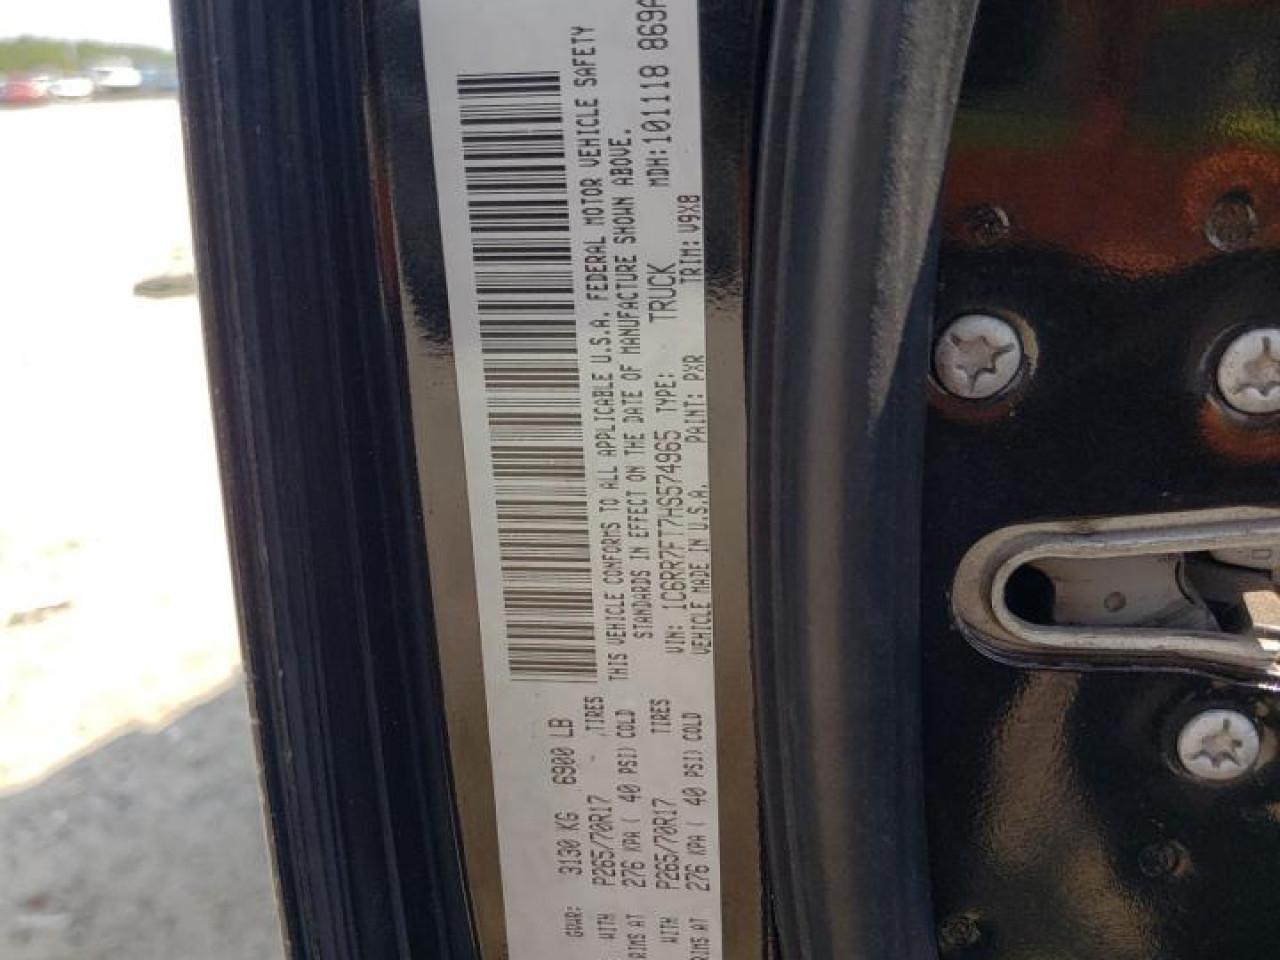 MDH: 101118 869A
GVWR: 3130 KG 6900 LB
WITH P265/70R17 TIRES
RIMS AT 276 KPA ( 40 PSI) COLD
WITH P265/70R17 TIRES
RIMS AT 276 KPA ( 40 PSI) COLD
THIS VEHICLE CONFORMS TO ALL APPLICABLE U.S.A. FEDERAL MOTOR VEHICLE SAFETY
STANDARDS IN EFFECT ON THE DATE OF MANUFACTURE SHOWN ABOVE.
VIN: 1C6RR7FT7HS574965 TYPE: TRUCK
VEHICLE MADE IN U.S.A. PAINT: PXR TRIM: V9X8